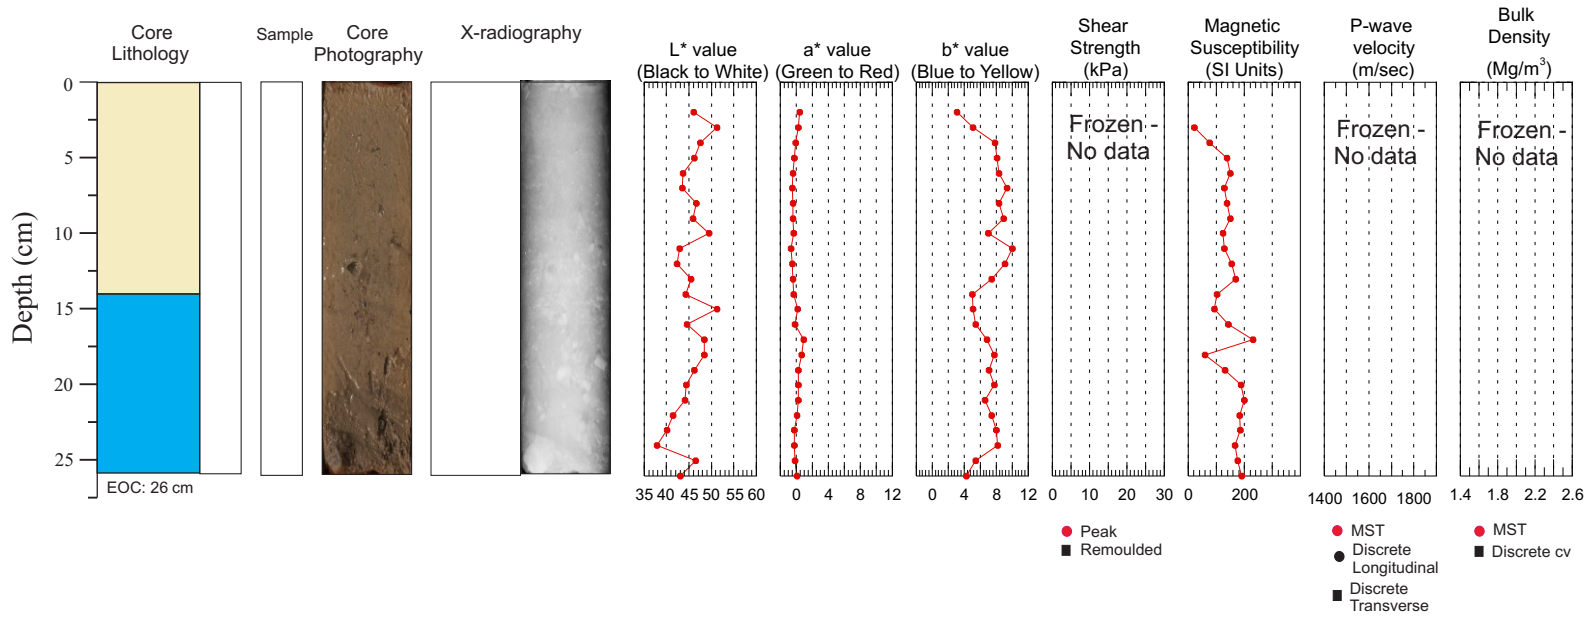 Core
Lithology
Sample
Core
Photography
X-radiography
L* value
(Black to White)
a* value
(Green to Red)
b* value
(Blue to Yellow)
Shear
Strength
(kPa)
Magnetic
Susceptibility
(SI Units)
P-wave
velocity
(m/sec)
Bulk
Density
(Mg/m³)
Depth (cm)
0
5
10
15
20
25
EOC: 26 cm
Frozen -
No data
Frozen -
No data
Frozen -
No data
35 40 45 50 55 60
0 4 8 12
0 4 8 12
0 10 20 30
0 200
1400 1600 1800
1.4 1.8 2.2 2.6
Peak
Remoulded
MST
Discrete
Longitudinal
Discrete
Transverse
MST
Discrete cv